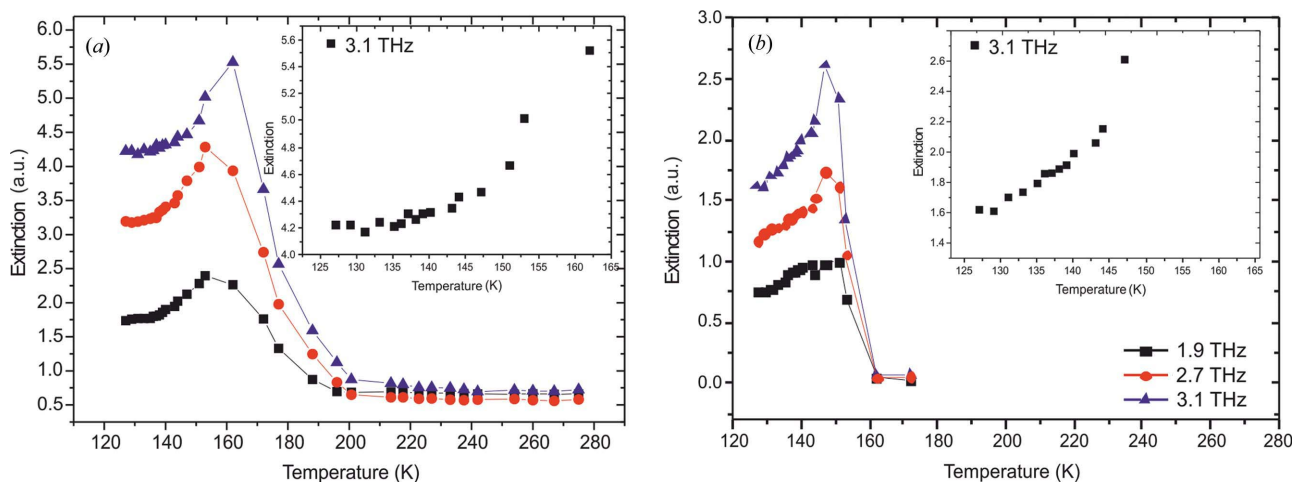 (a)
6.0
5.5
5.0
4.5
4.0
3.5
3.0
2.5
2.0
1.5
1.0
0.5
Extinction (a.u.)
120 140 160 180 200 220 240 260 280
Temperature (K)
3.1 THz
5.6
5.4
5.2
5.0
4.8
4.6
4.4
4.2
4.0
Extinction
125 130 135 140 145 150 155 160 165
Temperature (K)
(b)
3.0
2.5
2.0
1.5
1.0
0.5
0.0
Extinction (a.u.)
120 140 160 180 200 220 240 260 280
Temperature (K)
3.1 THz
2.6
2.4
2.2
2.0
1.8
1.6
1.4
Extinction
125 130 135 140 145 150 155 160 165
Temperature (K)
1.9 THz
2.7 THz
3.1 THz